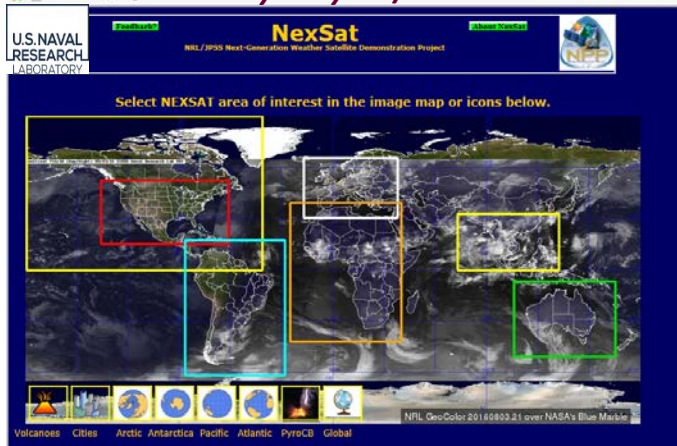 U.S. NAVAL
RESEARCH
LABORATORY
Feedback?
NexSat
NRL/JPSS Next-Generation Weather Satellite Demonstration Project
About NexSat
NPP
Select NEXSAT area of interest in the image map or icons below.
NRL GeoColor 20160803.21 over NASA's Blue Marble
Volcanoes Cities Arctic Antarctica Pacific Atlantic PyroCB Global